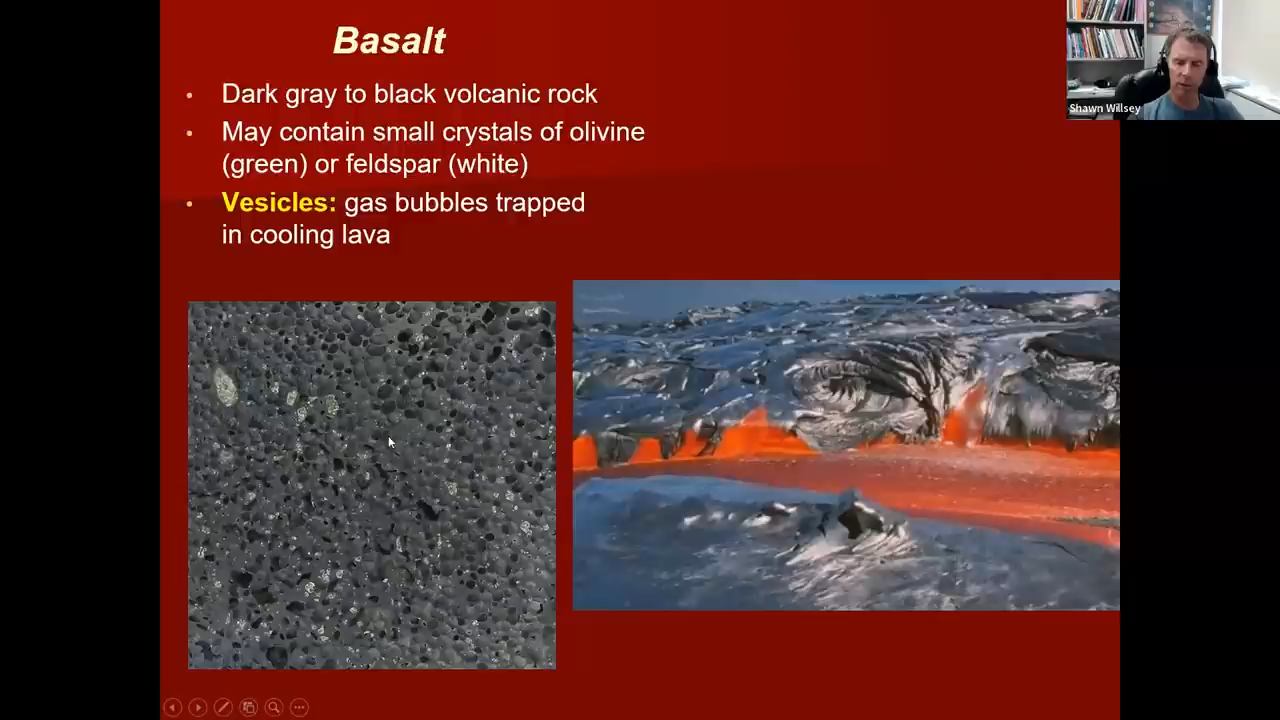 Basalt
• Dark gray to black volcanic rock
• May contain small crystals of olivine
(green) or feldspar (white)
• Vesicles: gas bubbles trapped
in cooling lava
Shawn Willsey